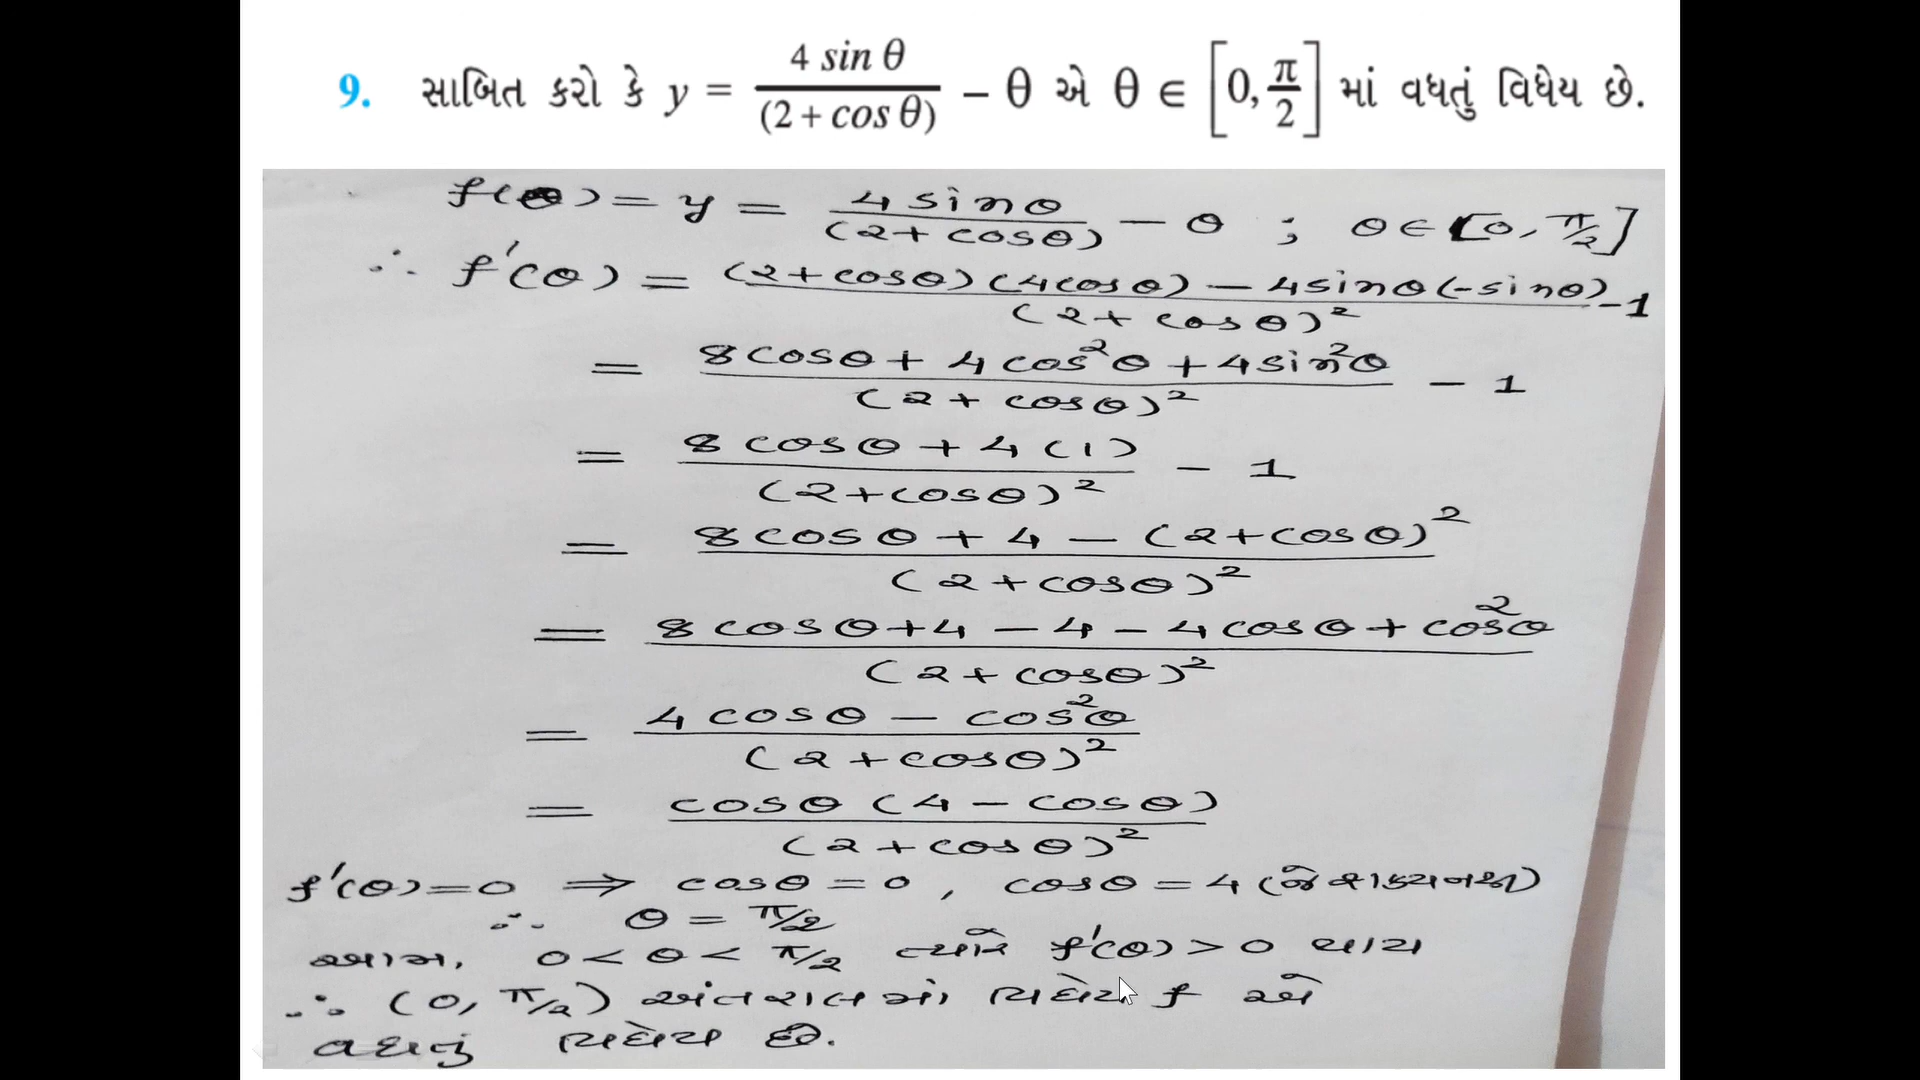 9. સાબિત કરો કે y = 4 sin θ / (2 + cos θ) − θ એ θ ∈ [0, π/2] માં વધતું વિધેય છે.
f(θ) = y = 4 sinθ / (2 + cosθ) − θ ; θ ∈ [0, π/2]
∴ f'(θ) = (2 + cosθ)(4cosθ) − 4sinθ(−sinθ) / (2 + cosθ)² − 1
= 8cosθ + 4cos²θ + 4sin²θ / (2 + cosθ)² − 1
= 8cosθ + 4(1) / (2+cosθ)² − 1
= 8cosθ + 4 − (2+cosθ)² / (2+cosθ)²
= 8cosθ+4 − 4 − 4cosθ + cos²θ / (2 + cosθ)²
= 4cosθ − cos²θ / (2+cosθ)²
= cosθ (4 − cosθ) / (2 + cosθ)²
f'(θ)=0 ⇒ cosθ = 0, cosθ = 4 (જે શક્ય નથી)
∴ θ = π/2
આમ, 0 < θ < π/2 ત્યારે f'(θ) > 0 થાય
∴ (0, π/2) અંતરાલમાં વિધેય f એ
વધતું વિધેય છે.